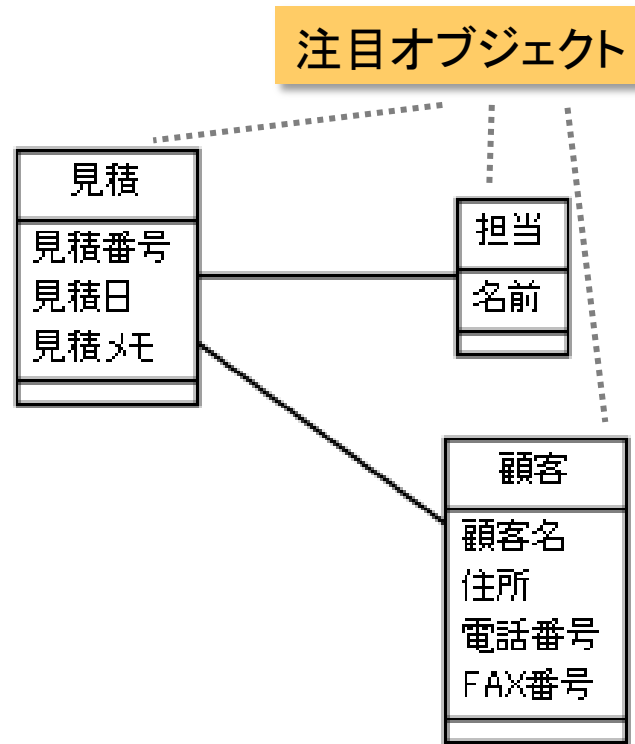 注目オブジェクト
見積
見積番号
見積日
見積メモ
担当
名前
顧客
顧客名
住所
電話番号
FAX番号